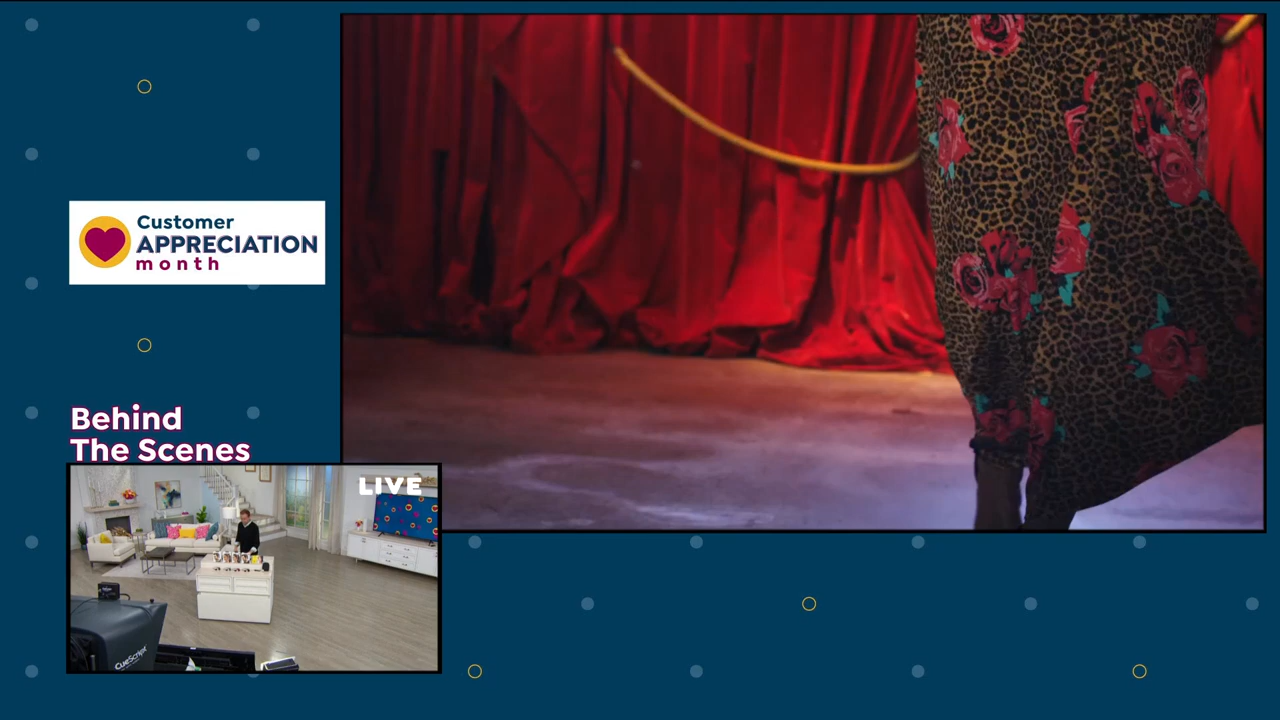 Customer
APPRECIATION
month
Behind
The Scenes
LIVE
CueScript